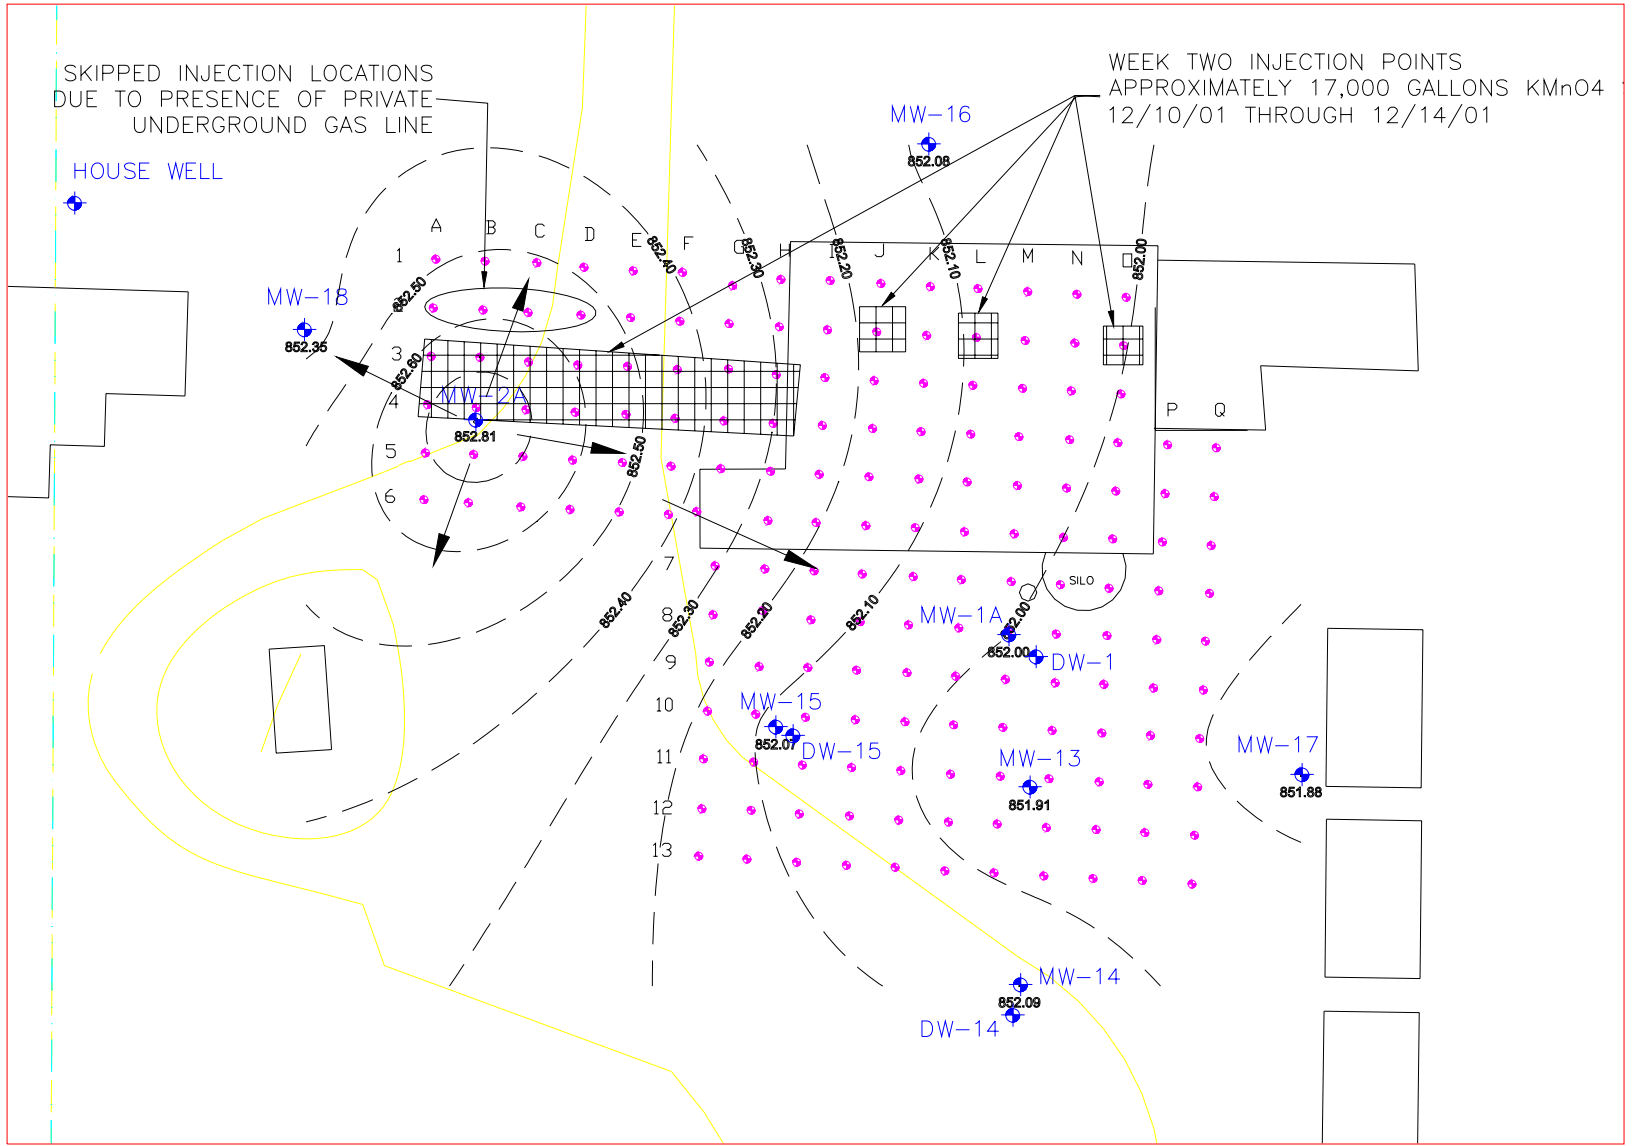 SKIPPED INJECTION LOCATIONS
DUE TO PRESENCE OF PRIVATE
UNDERGROUND GAS LINE
WEEK TWO INJECTION POINTS
APPROXIMATELY 17,000 GALLONS KMnO4
12/10/01 THROUGH 12/14/01
MW-16
852.08
HOUSE WELL
A B C D E F G H I J K L M N O
852.40 852.30 852.20 852.10 852.00
1
852.50
2
MW-18
852.35
3
852.60
4
MW-2A
852.81
P Q
5
852.50
6
7
SILO
852.40 852.30 852.20 852.10 852.00
8
MW-1A
852.00
DW-1
9
10
MW-15
852.07
DW-15
11
MW-13
851.91
MW-17
851.88
12
13
MW-14
852.09
DW-14